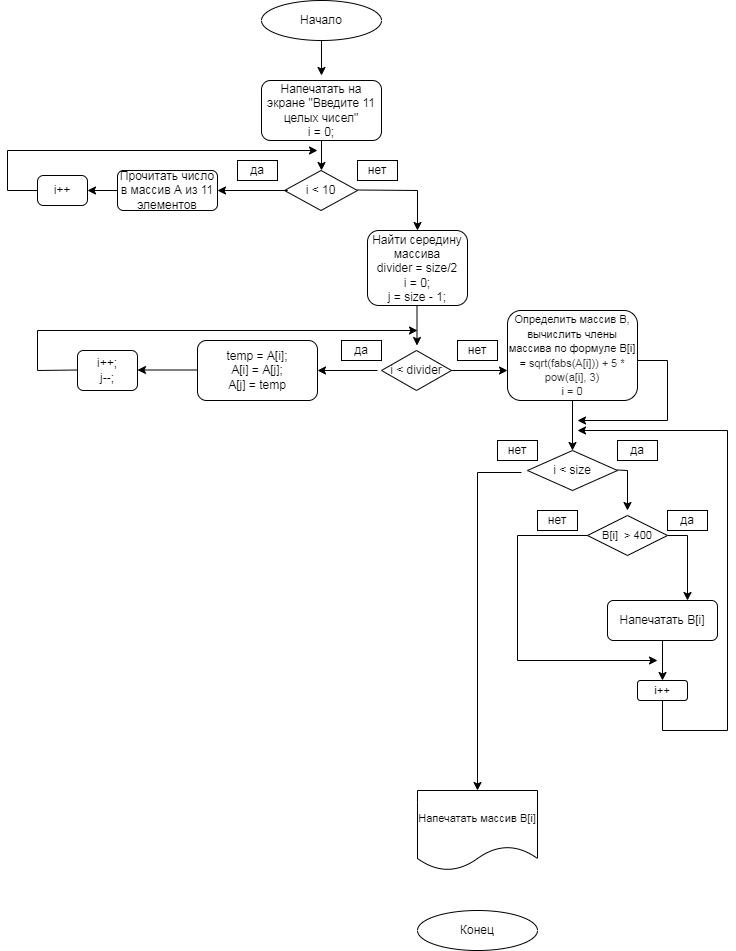 Начало
Напечатать на
экране "Введите 11
целых чисел"
i = 0;
да
нет
i < 10
Прочитать число
в массив А из 11
элементов
i++
Найти середину
массива
divider = size/2
i = 0;
j = size - 1;
да
нет
i < divider
temp = A[i];
A[i] = A[j];
A[j] = temp
i++;
j--;
Определить массив B,
вычислить члены
массива по формуле B[i]
= sqrt(fabs(A[i])) + 5 *
pow(a[i], 3)
i = 0
нет
да
i < size
нет
да
B[i] > 400
Напечатать B[i]
i++
Напечатать массив B[i]
Конец